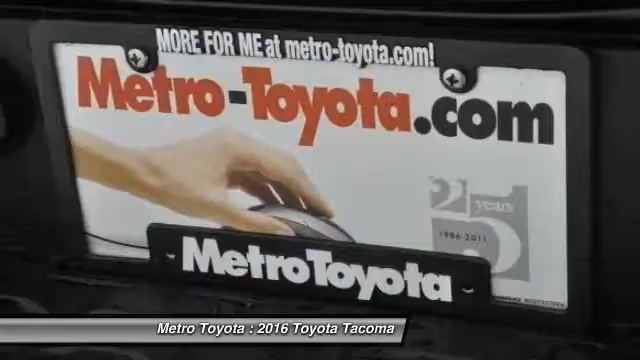 MORE FOR ME at metro-toyota.com!
Metro-Toyota.com
25 years
1986-2011
MetroToyota
Metro Toyota : 2016 Toyota Tacoma